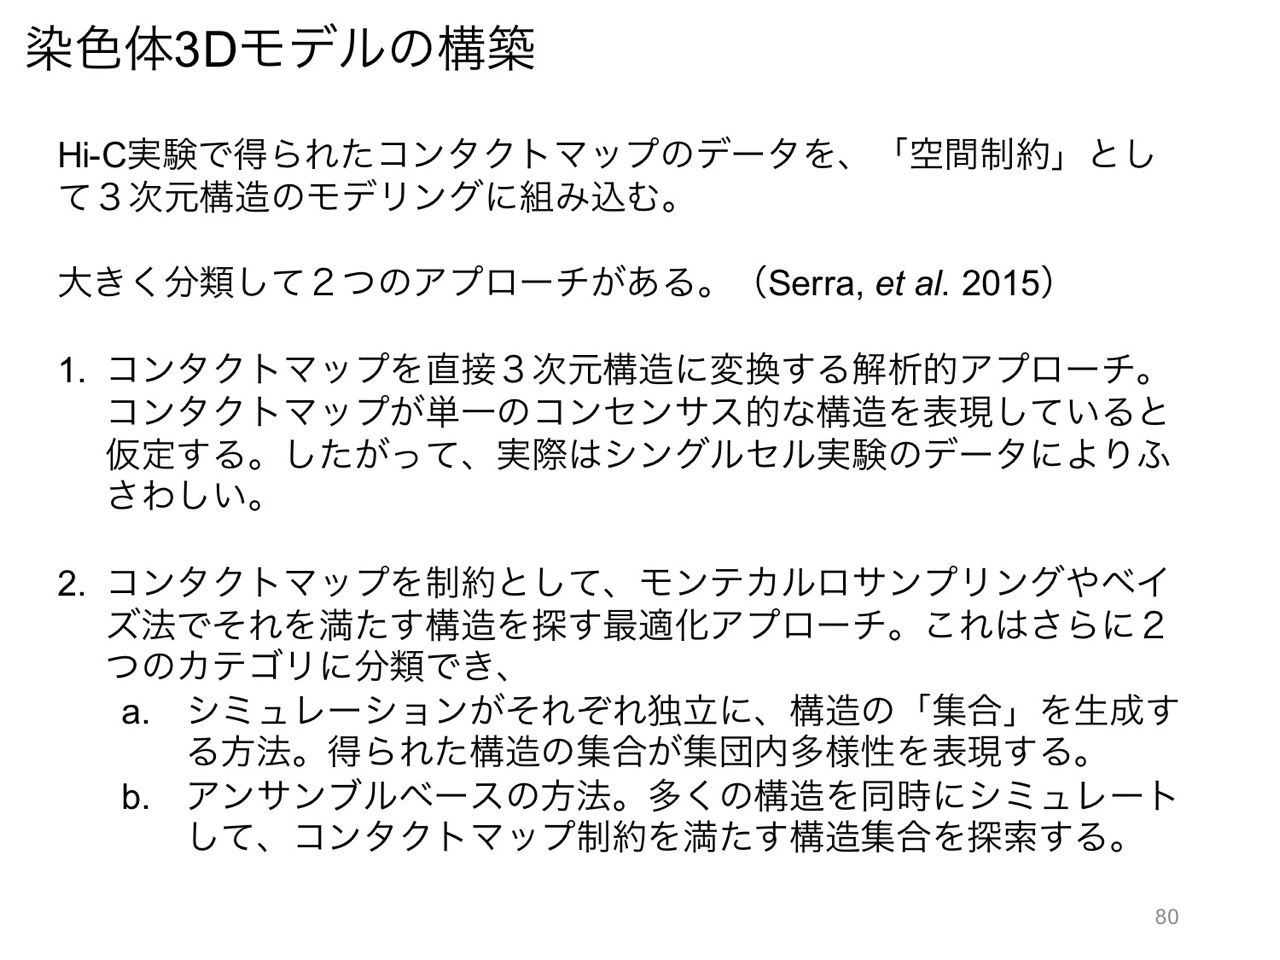 染色体3Dモデルの構築
Hi-C実験で得られたコンタクトマップのデータを、「空間制約」とし
て３次元構造のモデリングに組み込む。
大きく分類して２つのアプローチがある。（Serra, et al. 2015）
1. コンタクトマップを直接３次元構造に変換する解析的アプローチ。
コンタクトマップが単一のコンセンサス的な構造を表現していると
仮定する。したがって、実際はシングルセル実験のデータによりふ
さわしい。
2. コンタクトマップを制約として、モンテカルロサンプリングやベイ
ズ法でそれを満たす構造を探す最適化アプローチ。これはさらに２
つのカテゴリに分類でき、
a. シミュレーションがそれぞれ独立に、構造の「集合」を生成す
る方法。得られた構造の集合が集団内多様性を表現する。
b. アンサンブルベースの方法。多くの構造を同時にシミュレート
して、コンタクトマップ制約を満たす構造集合を探索する。
80